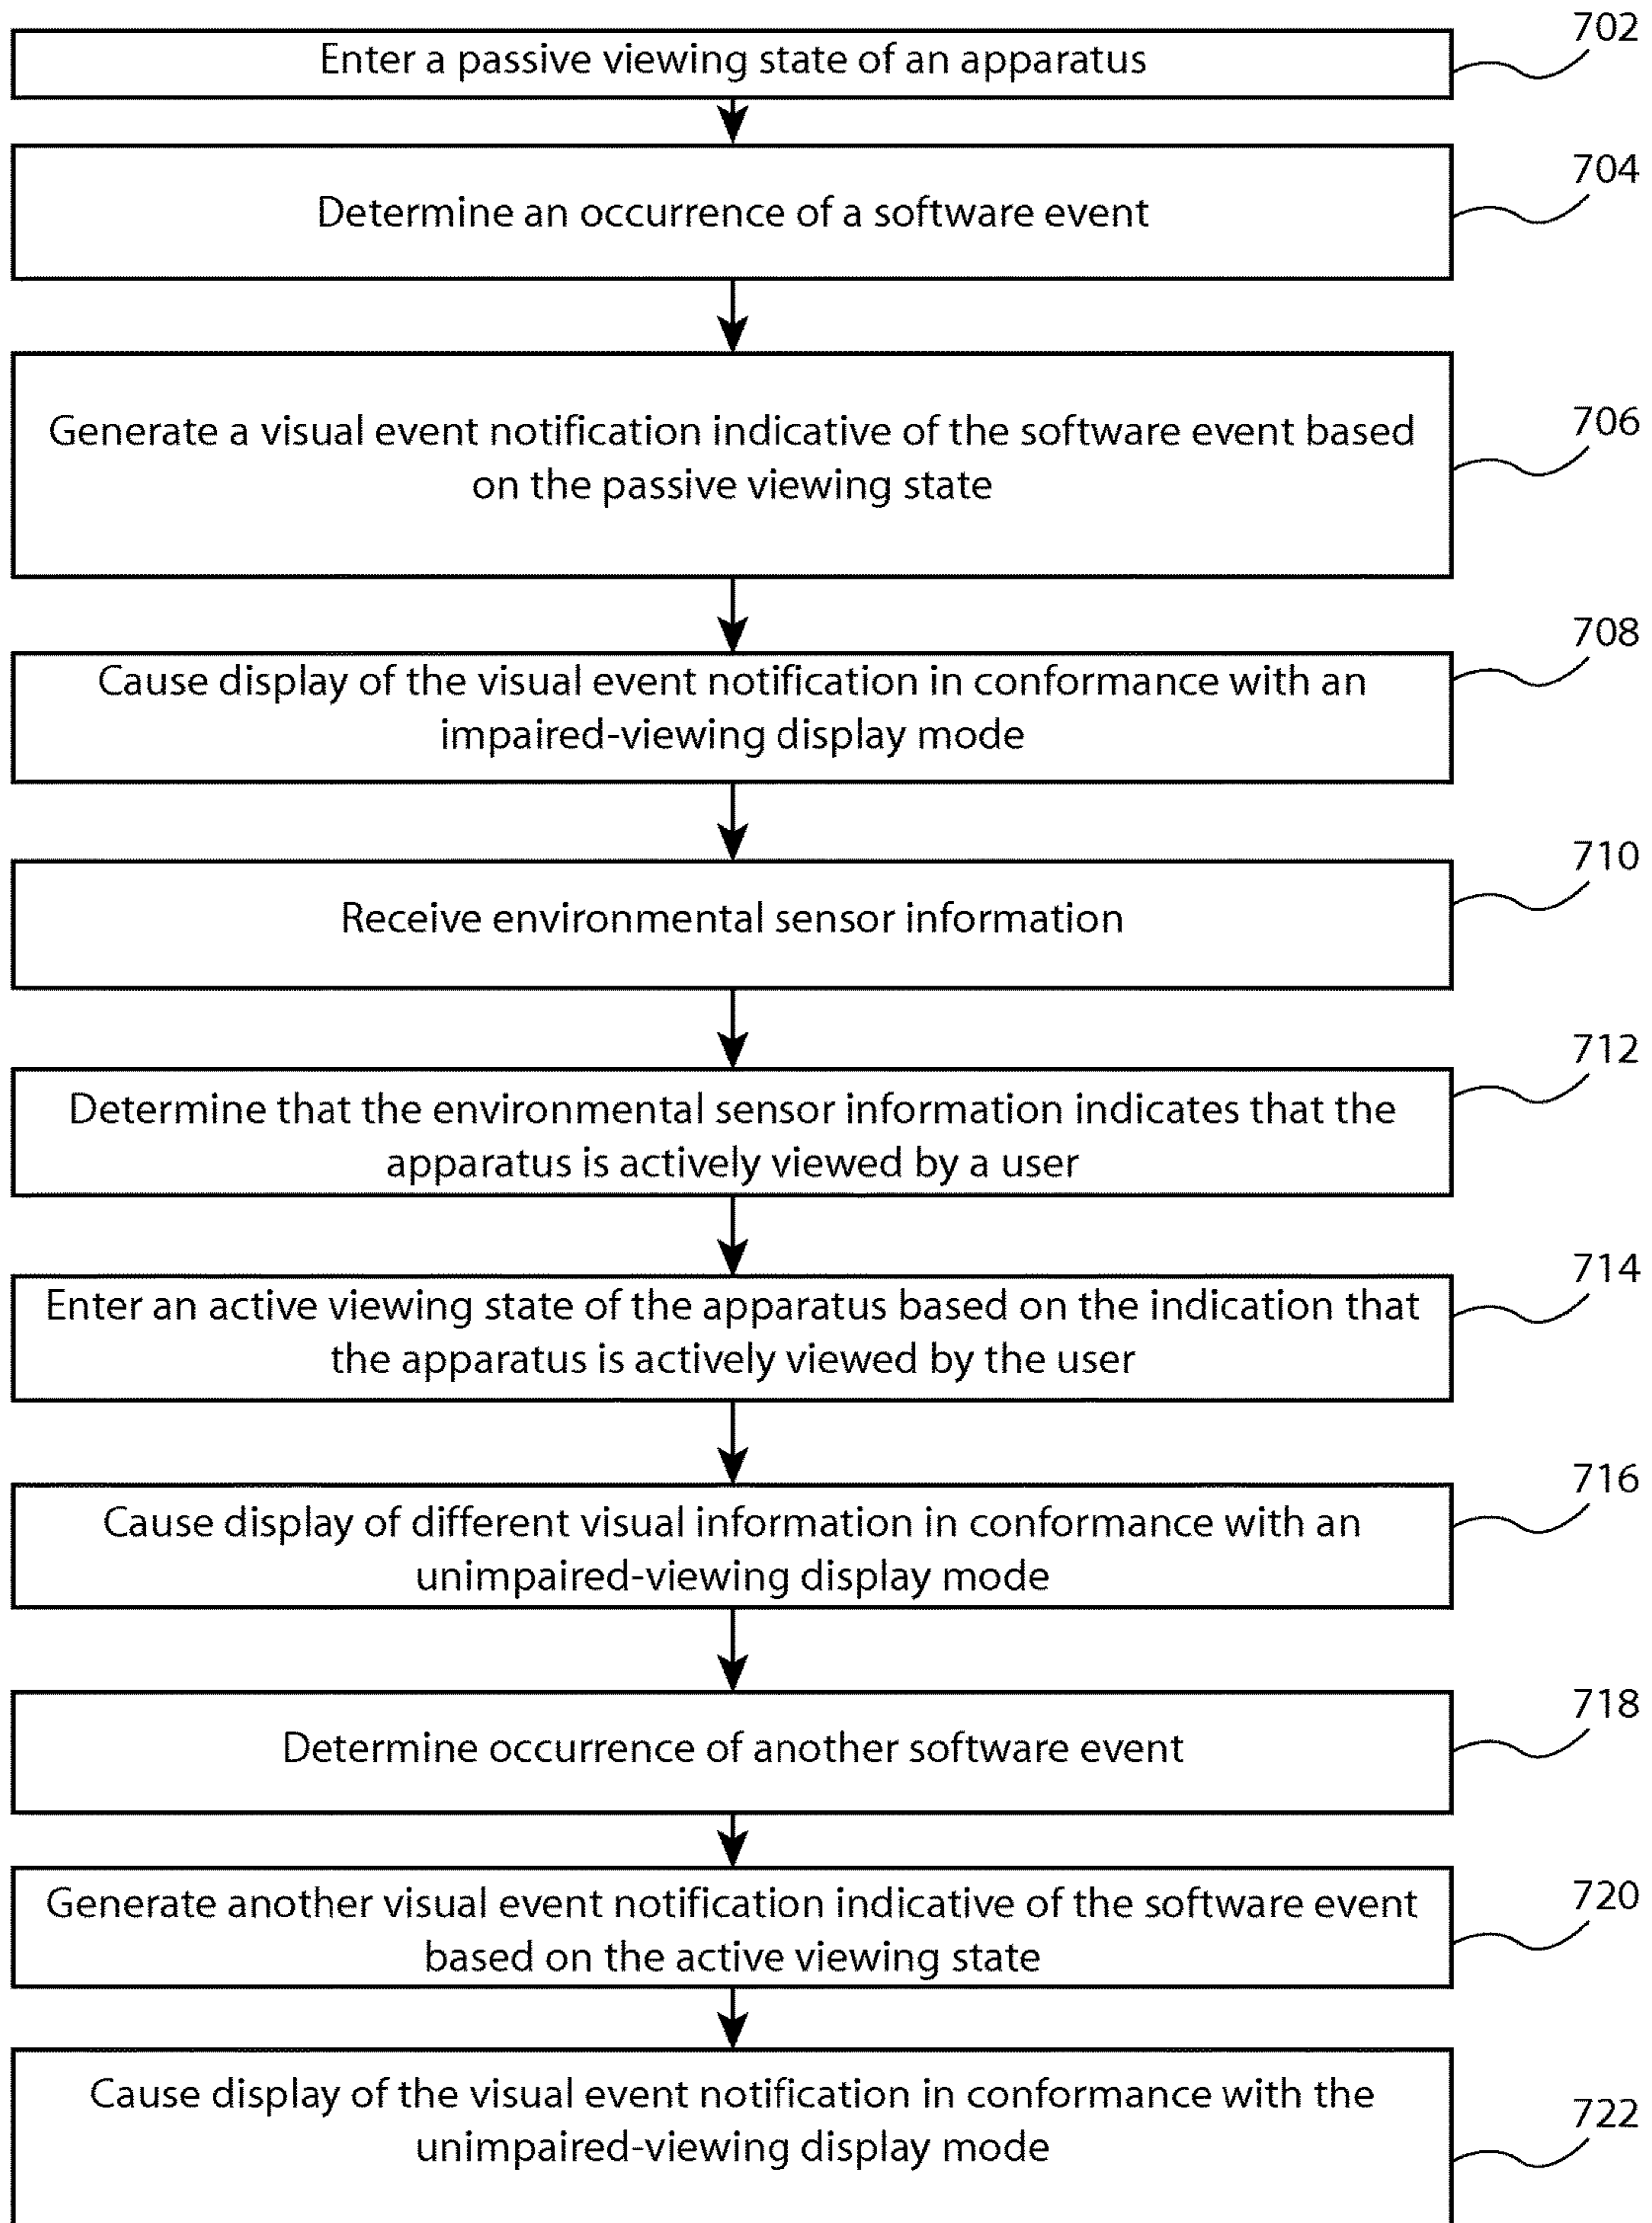 702
Enter a passive viewing state of an apparatus
704
Determine an occurrence of a software event
706
Generate a visual event notification indicative of the software event based
on the passive viewing state
708
Cause display of the visual event notification in conformance with an
impaired-viewing display mode
710
Receive environmental sensor information
712
Determine that the environmental sensor information indicates that the
apparatus is actively viewed by a user
714
Enter an active viewing state of the apparatus based on the indication that
the apparatus is actively viewed by the user
716
Cause display of different visual information in conformance with an
unimpaired-viewing display mode
718
Determine occurrence of another software event
720
Generate another visual event notification indicative of the software event
based on the active viewing state
722
Cause display of the visual event notification in conformance with the
unimpaired-viewing display mode